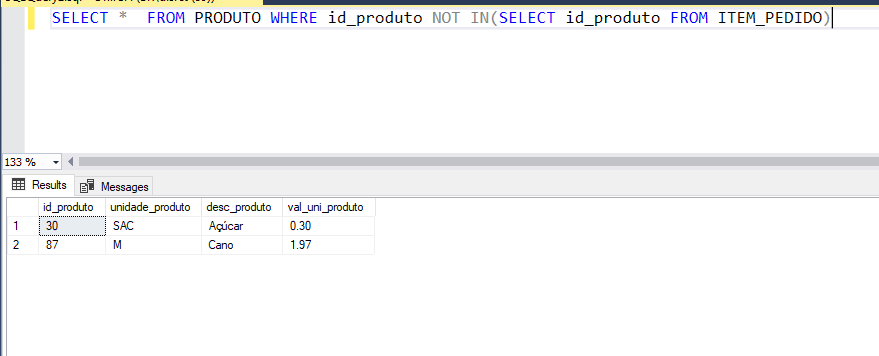 SELECT *  FROM PRODUTO WHERE id_produto NOT IN(SELECT id_produto FROM ITEM_PEDIDO)
133 %
Results Messages
id_produto unidade_produto desc_produto val_uni_produto
1 30 SAC Açúcar 0.30
2 87 M Cano 1.97